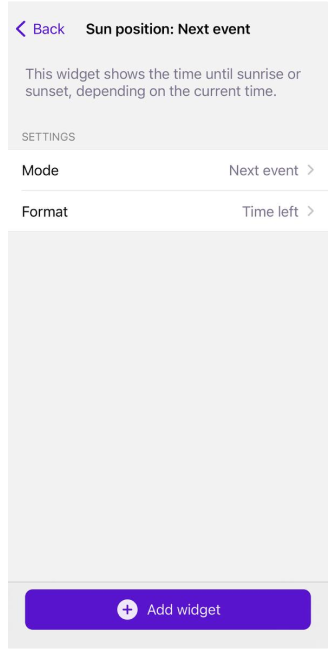 Back Sun position: Next event
This widget shows the time until sunrise or
sunset, depending on the current time.
SETTINGS
Mode Next event
Format Time left
Add widget